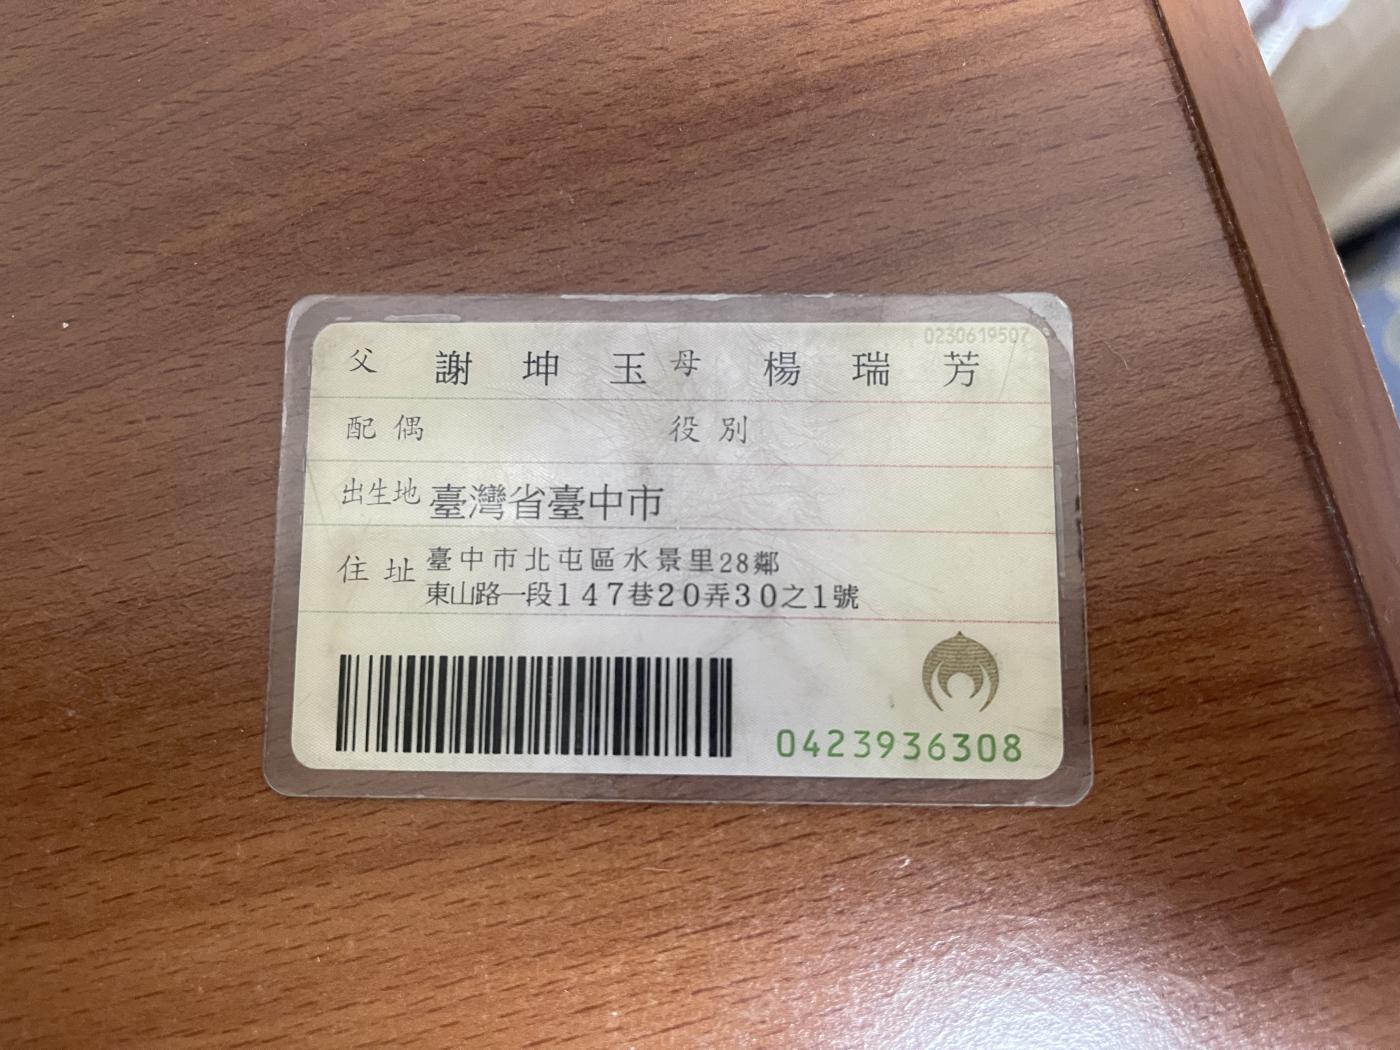 0230619507
父 謝坤玉 母 楊瑞芳
配偶 役別
出生地 臺灣省臺中市
住址 臺中市北屯區水景里28鄰
東山路一段147巷20弄30之1號
0423936308